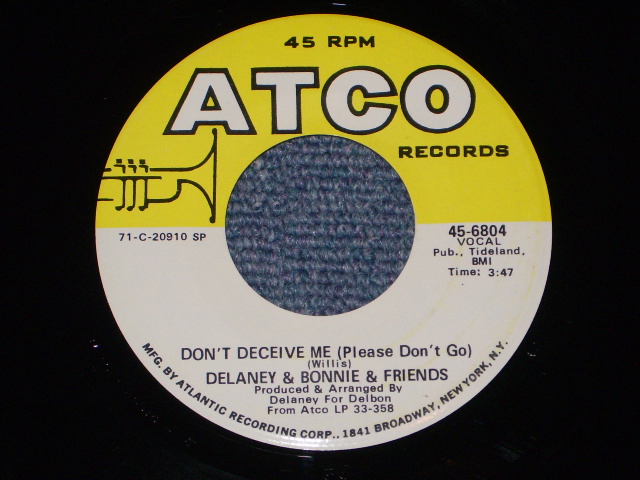 45 RPM
ATCO
RECORDS
71-C-20910 SP
45-6804
VOCAL
Pub., Tideland,
BMI
Time: 3:47
DON'T DECEIVE ME (Please Don't Go)
(Willis)
DELANEY & BONNIE & FRIENDS
Produced & Arranged By
Delaney For Delbon
From Atco LP 33-358
MFG. BY ATLANTIC RECORDING CORP., 1841 BROADWAY, NEW YORK, N.Y.